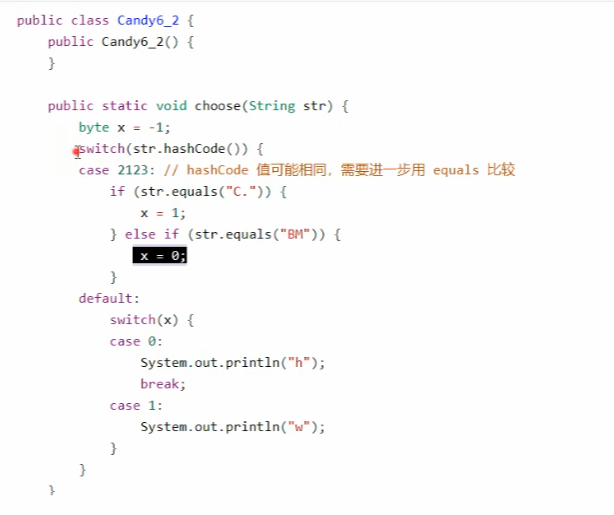 public class Candy6_2 {
public Candy6_2() {
}
public static void choose(String str) {
byte x = -1;
switch(str.hashCode()) {
case 2123: // hashCode 值可能相同，需要进一步用 equals 比较
if (str.equals("C.")) {
x = 1;
} else if (str.equals("BM")) {
x = 0;
}
default:
switch(x) {
case 0:
System.out.println("h");
break;
case 1:
System.out.println("w");
}
}
}